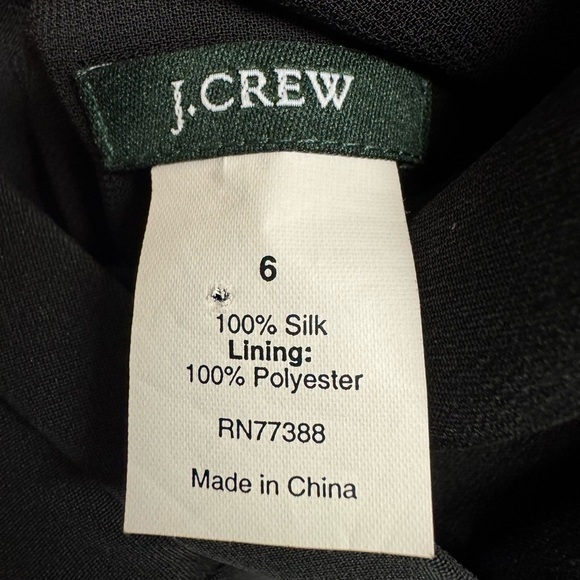 J.CREW
6
100% Silk
Lining:
100% Polyester
RN77388
Made in China